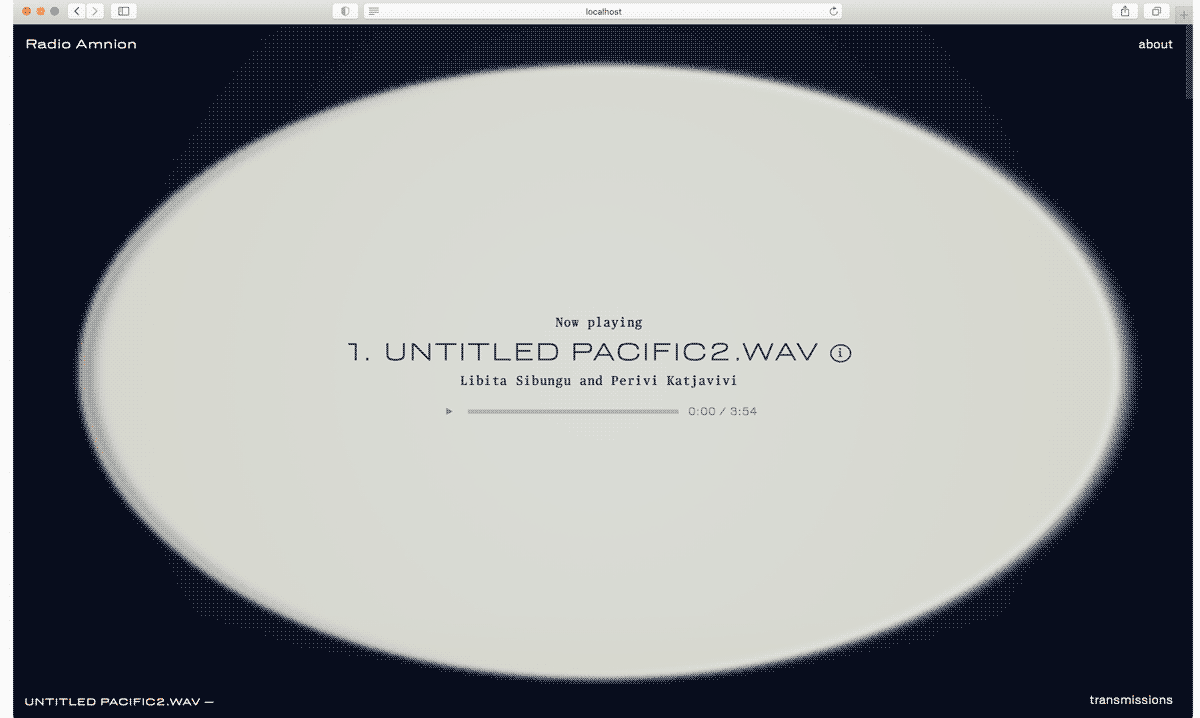 localhost
Radio Amnion
about
Now playing
1. UNTITLED PACIFIC2.WAV i
Libita Sibungu and Perivi Katjavivi
0:00 / 3:54
UNTITLED PACIFIC2.WAV —
transmissions